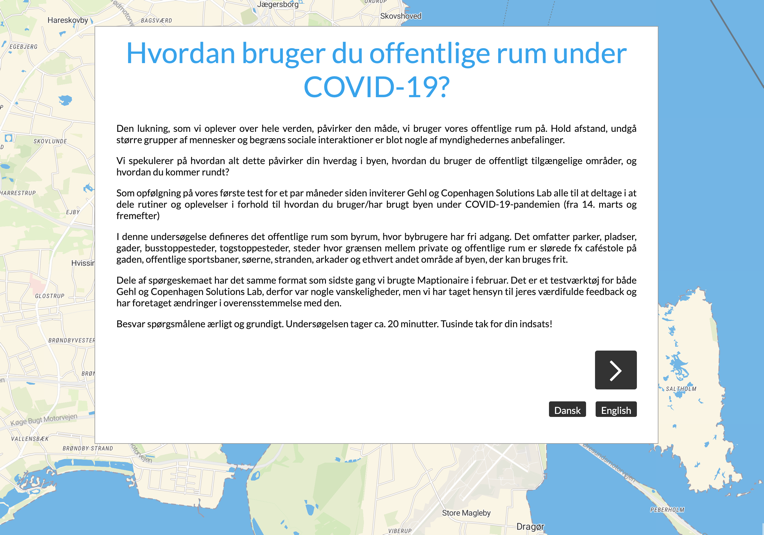 Jægersborg
Hareskovby
BAGSVÆRD
Skovshoved
EGEBJERG
Hvordan bruger du offentlige rum under
COVID-19?
Den lukning, som vi oplever over hele verden, påvirker den måde, vi bruger vores offentlige rum på. Hold afstand, undgå
større grupper af mennesker og begræns sociale interaktioner er blot nogle af myndighedernes anbefalinger.
SKOVLUNDE
Vi spekulerer på hvordan alt dette påvirker din hverdag i byen, hvordan du bruger de offentligt tilgængelige områder, og
hvordan du kommer rundt?
HARRESTRUP
Som opfølgning på vores første test for et par måneder siden inviterer Gehl og Copenhagen Solutions Lab alle til at deltage i at
dele rutiner og oplevelser i forhold til hvordan du bruger/har brugt byen under COVID-19-pandemien (fra 14. marts og
fremefter)
EJBY
I denne undersøgelse defineres det offentlige rum som byrum, hvor bybrugere har fri adgang. Det omfatter parker, pladser,
gader, busstoppesteder, togstoppesteder, steder hvor grænsen mellem private og offentlige rum er slørede fx caféstole på
gaden, offentlige sportsbaner, søerne, stranden, arkader og ethvert andet område af byen, der kan bruges frit.
Hvissin
Dele af spørgeskemaet har det samme format som sidste gang vi brugte Maptionaire i februar. Det er et testværktøj for både
Gehl og Copenhagen Solutions Lab, derfor var nogle vanskeligheder, men vi har taget hensyn til jeres værdifulde feedback og
har foretaget ændringer i overensstemmelse med den.
GLOSTRUP
Besvar spørgsmålene ærligt og grundigt. Undersøgelsen tager ca. 20 minutter. Tusinde tak for din indsats!
BRØNDBYVESTER
BRØN
SALTHOLM
Dansk
English
Køge Bugt Motorvejen
VALLENSBÆK
BRØNDBY STRAND
Store Magleby
PEBERHOLM
Dragør
VIBERUP